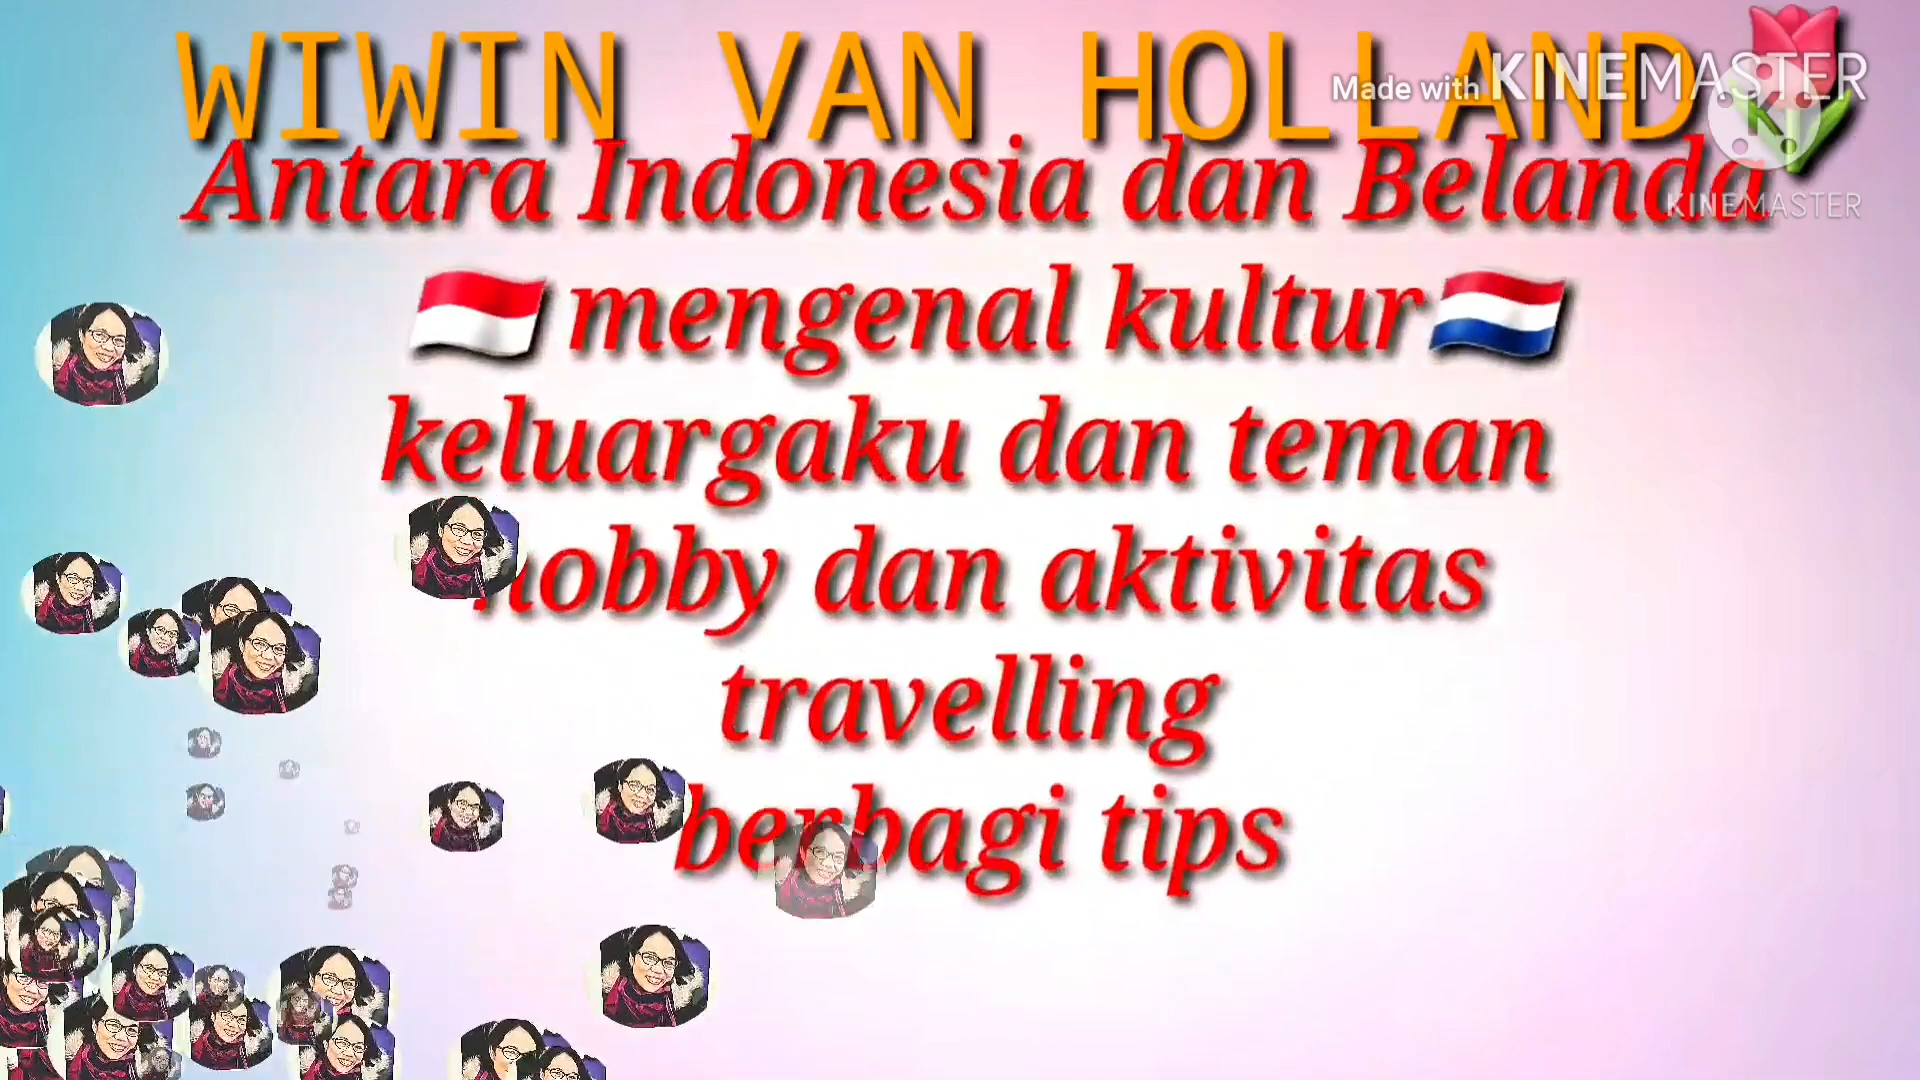 WIWIN VAN HOLLAND
Made with KINEMASTER
KINEMASTER
Antara Indonesia dan Belanda
mengenal kultur
keluargaku dan teman
hobby dan aktivitas
travelling
berbagi tips